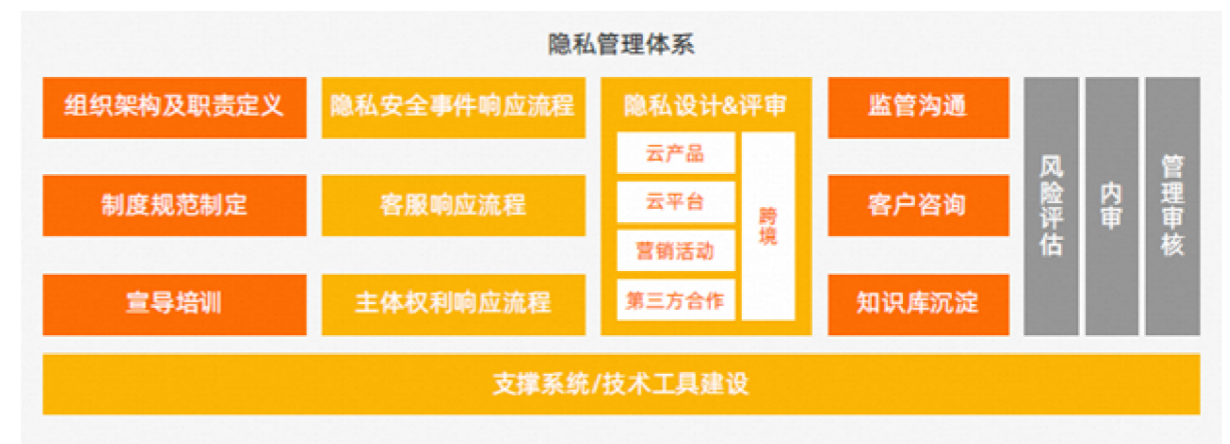 隐私管理体系
组织架构及职责定义
制度规范制定
宣导培训
隐私安全事件响应流程
客服响应流程
主体权利响应流程
隐私设计&评审
云产品
云平台
营销活动
第三方合作
跨境
监管沟通
客户咨询
知识库沉淀
风险评估
内审
管理审核
支撑系统/技术工具建设